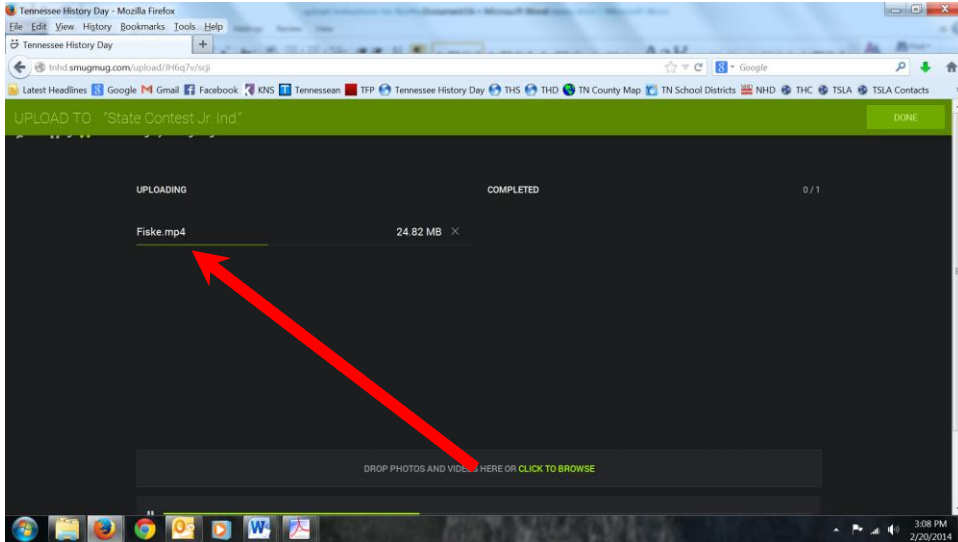 Tennessee History Day - Mozilla Firefox
File Edit View History Bookmarks Tools Help
Tennessee History Day +
tnhd.smugmug.com/upload/JH6q7v/scji Google
Latest Headlines Google Gmail Facebook KNS Tennessean TFP Tennessee History Day THS THD TN County Map TN School Districts NHD THC TSLA TSLA Contacts
UPLOAD TO "State Contest Jr. Ind." DONE
UPLOADING COMPLETED 0 / 1
Fiske.mp4 24.82 MB
DROP PHOTOS AND VIDEOS HERE OR CLICK TO BROWSE
3:08 PM
2/20/2014